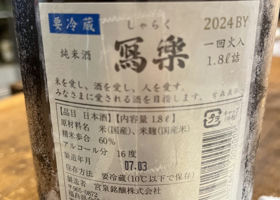 要冷蔵
しゃらく
2024BY
純米酒
寫樂
一回火入
1.8ℓ詰
米を愛し、酒を愛し、人を愛す。
みなさまに愛される酒を目指します。
【品目 日本酒】【内容量 1.8ℓ】
原材料名 米(国産)、米麹(国産米)
精米歩合 60%
アルコール分 16度
製造年月 07.03
保存方法 要冷蔵(10℃以下で保存)
製造者 宮泉銘醸株式会社